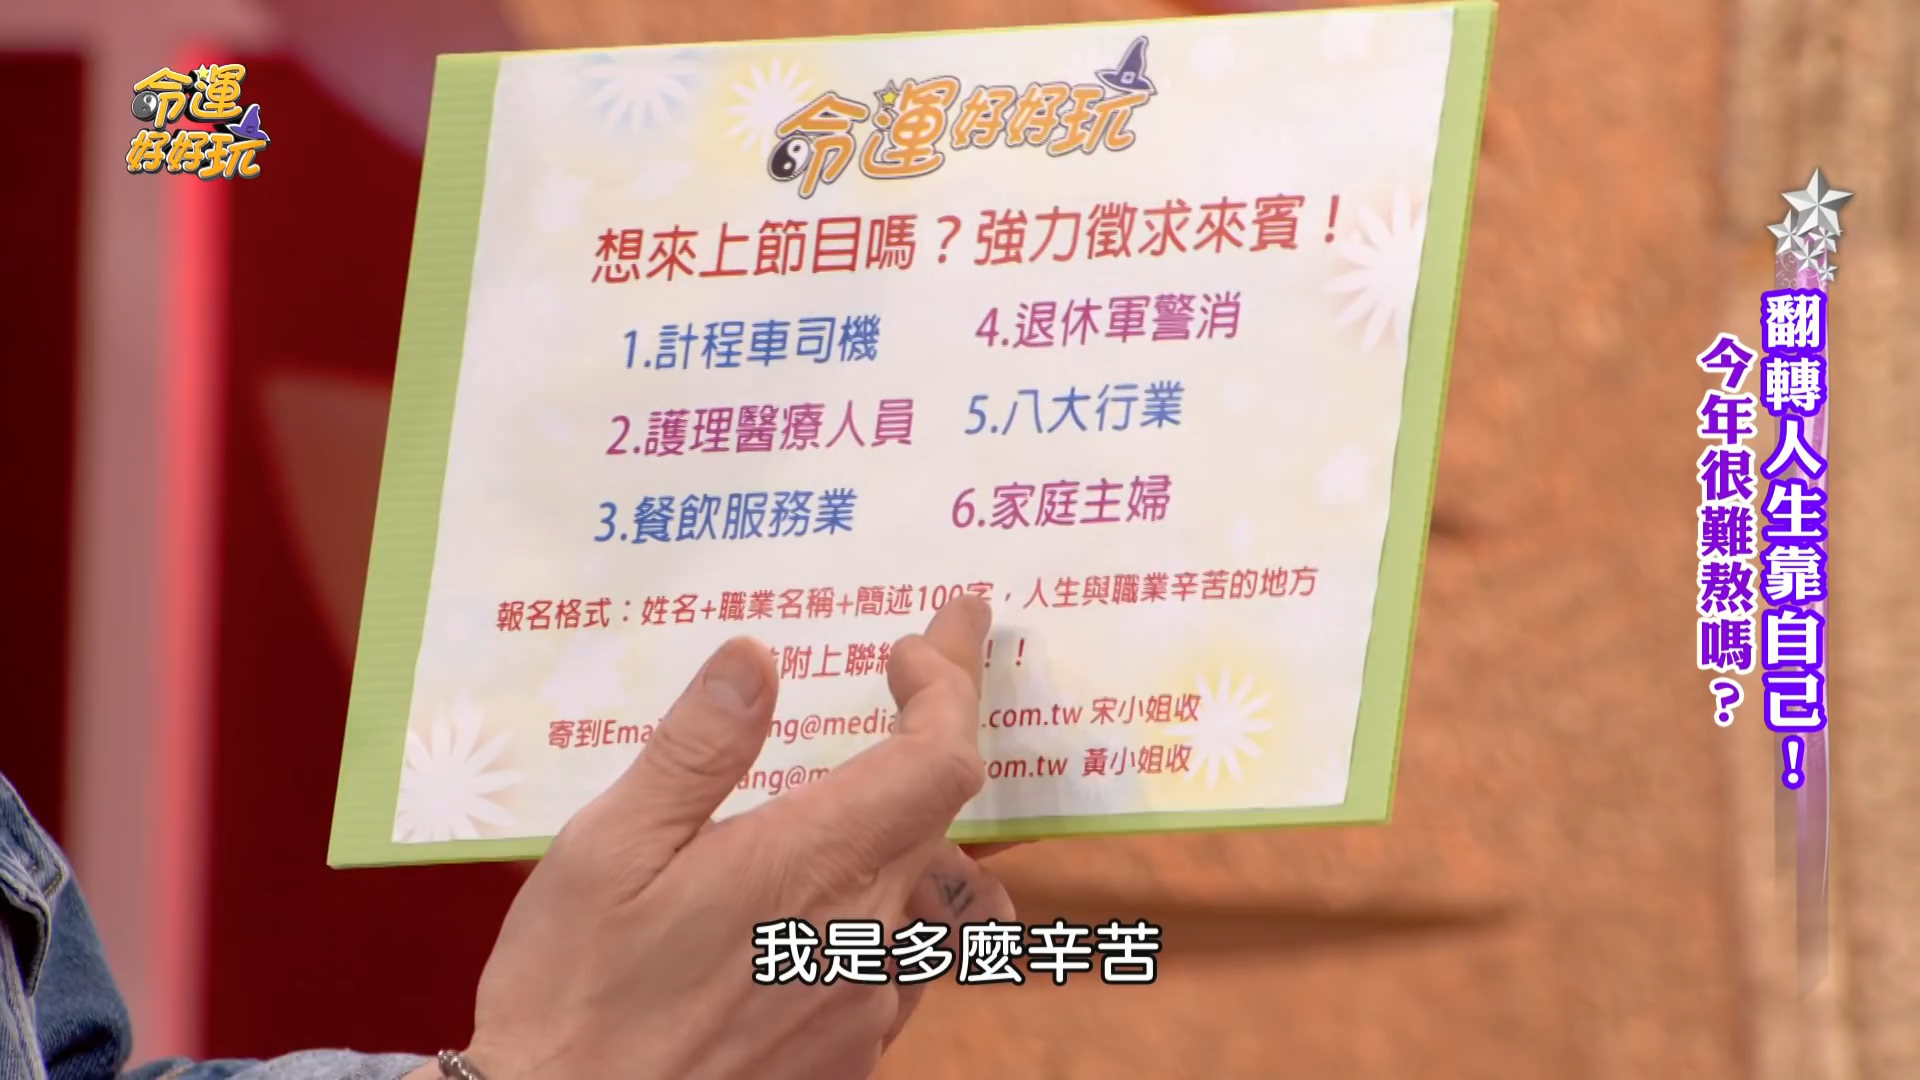 命運
好好玩
命運好好玩
想來上節目嗎？強力徵求來賓！
1.計程車司機
2.護理醫療人員
3.餐飲服務業
4.退休軍警消
5.八大行業
6.家庭主婦
報名格式：姓名+職業名稱+簡述100字，人生與職業辛苦的地方
附上聯絡！！
寄到Ema ng@media .com.tw 宋小姐收
ang@m om.tw 黃小姐收
翻轉人生靠自己！
今年很難熬嗎？
我是多麼辛苦